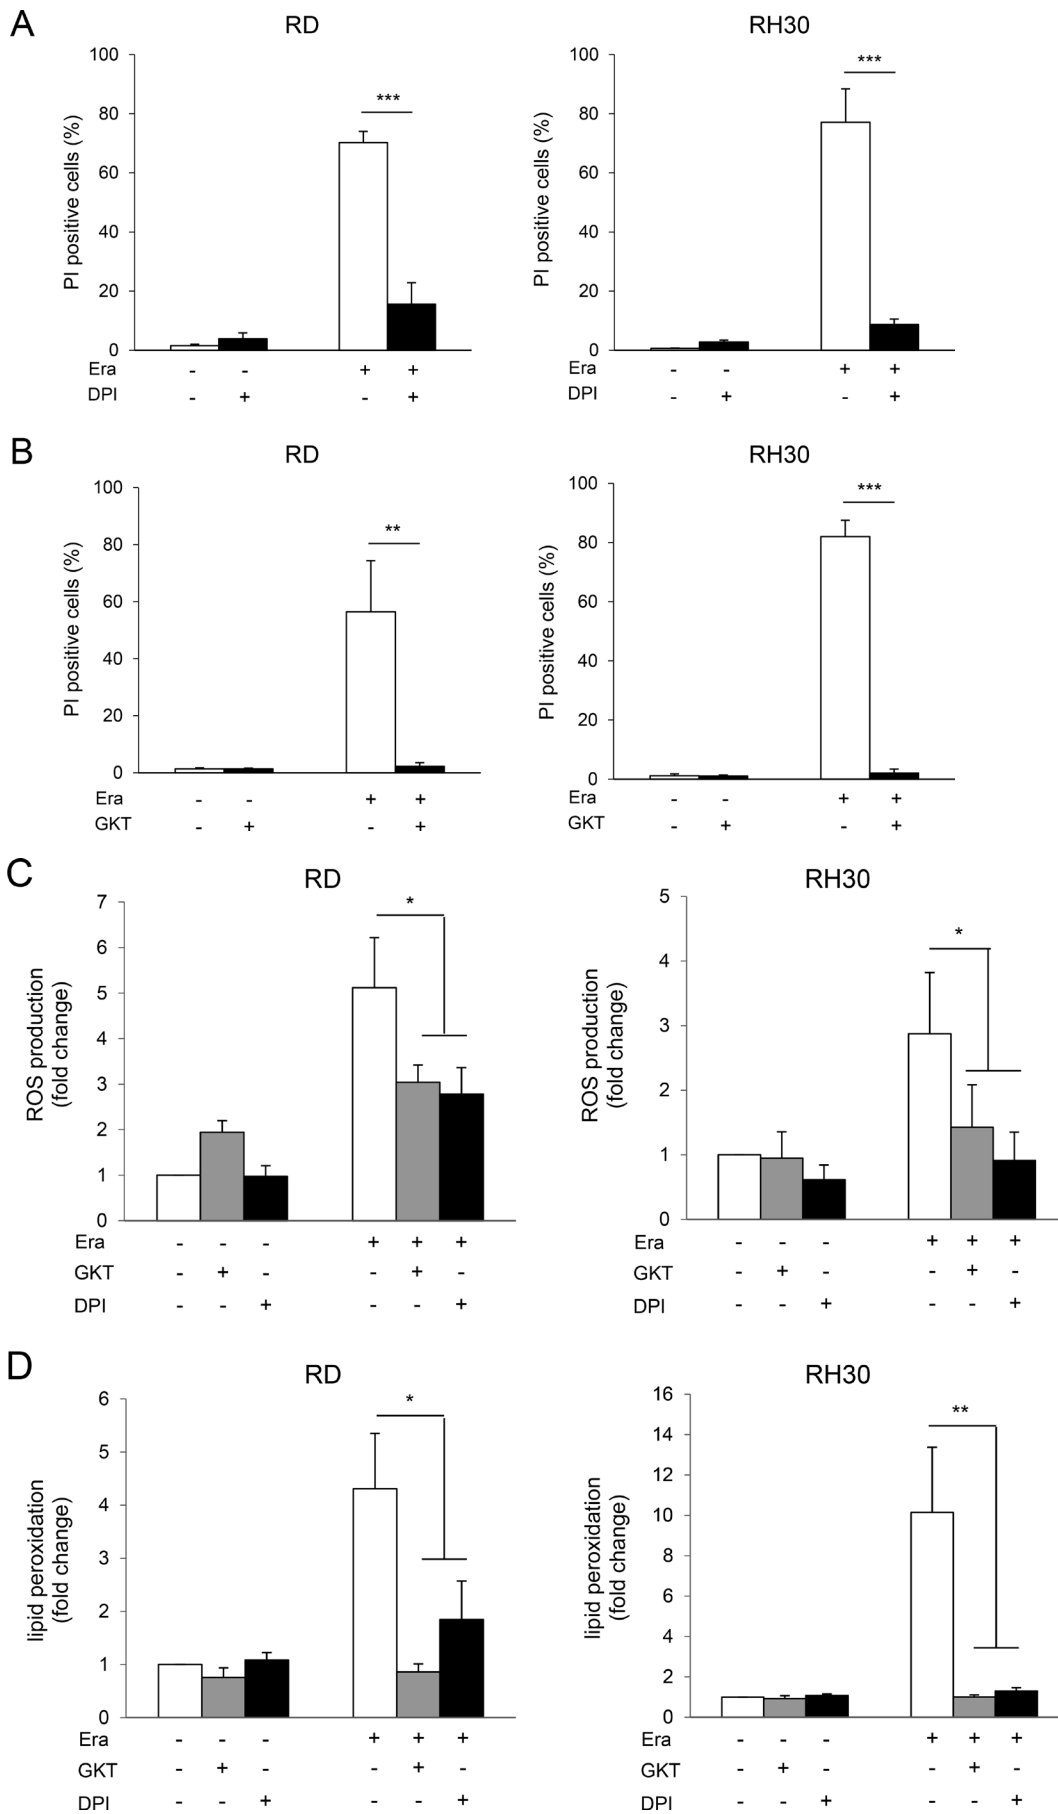 A
RD
RH30
PI positive cells (%)
100
80
60
40
20
0
***
Era - - + +
DPI - + - +
PI positive cells (%)
100
80
60
40
20
0
***
Era - - + +
DPI - + - +
B
RD
RH30
PI positive cells (%)
100
80
60
40
20
0
**
Era - - + +
GKT - + - +
PI positive cells (%)
100
80
60
40
20
0
***
Era - - + +
GKT - + - +
C
RD
RH30
ROS production
(fold change)
7
6
5
4
3
2
1
0
*
Era - - - + + +
GKT - + - - + -
DPI - - + - - +
ROS production
(fold change)
5
4
3
2
1
0
*
Era - - - + + +
GKT - + - - + -
DPI - - + - - +
D
RD
RH30
lipid peroxidation
(fold change)
6
5
4
3
2
1
0
*
Era - - - + + +
GKT - + - - + -
DPI - - + - - +
lipid peroxidation
(fold change)
16
14
12
10
8
6
4
2
0
**
Era - - - + + +
GKT - + - - + -
DPI - - + - - +